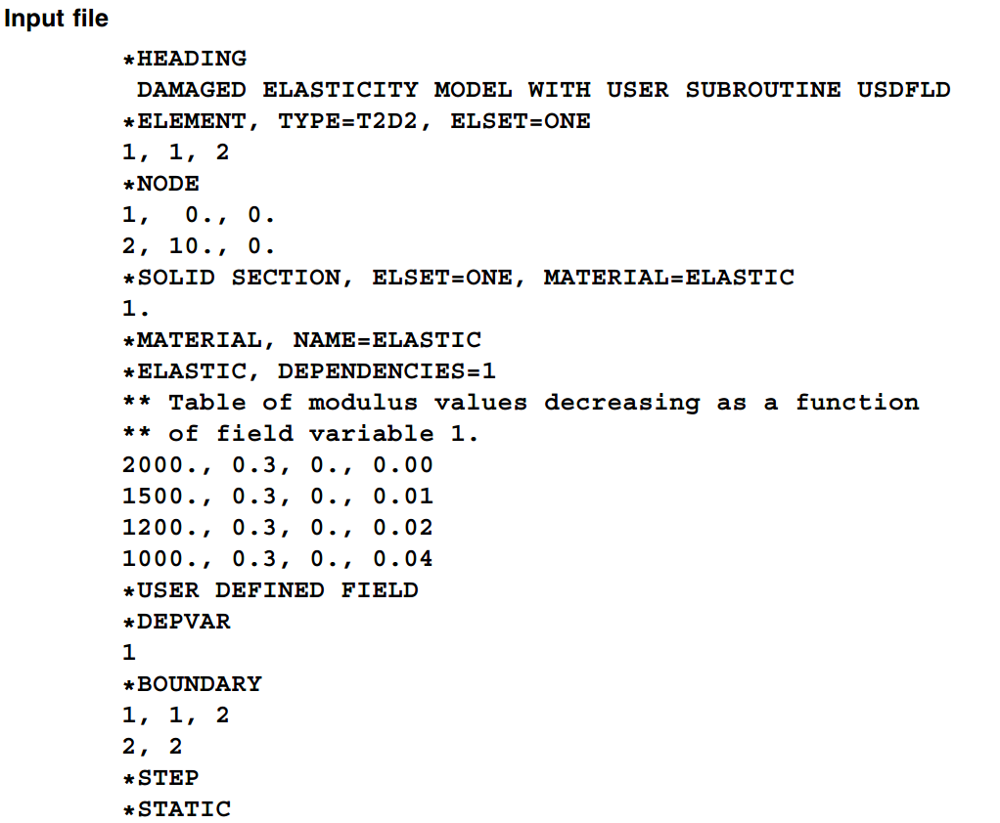 Input file
*HEADING
DAMAGED ELASTICITY MODEL WITH USER SUBROUTINE USDFLD
*ELEMENT, TYPE=T2D2, ELSET=ONE
1, 1, 2
*NODE
1, 0., 0.
2, 10., 0.
*SOLID SECTION, ELSET=ONE, MATERIAL=ELASTIC
1.
*MATERIAL, NAME=ELASTIC
*ELASTIC, DEPENDENCIES=1
** Table of modulus values decreasing as a function
** of field variable 1.
2000., 0.3, 0., 0.00
1500., 0.3, 0., 0.01
1200., 0.3, 0., 0.02
1000., 0.3, 0., 0.04
*USER DEFINED FIELD
*DEPVAR
1
*BOUNDARY
1, 1, 2
2, 2
*STEP
*STATIC